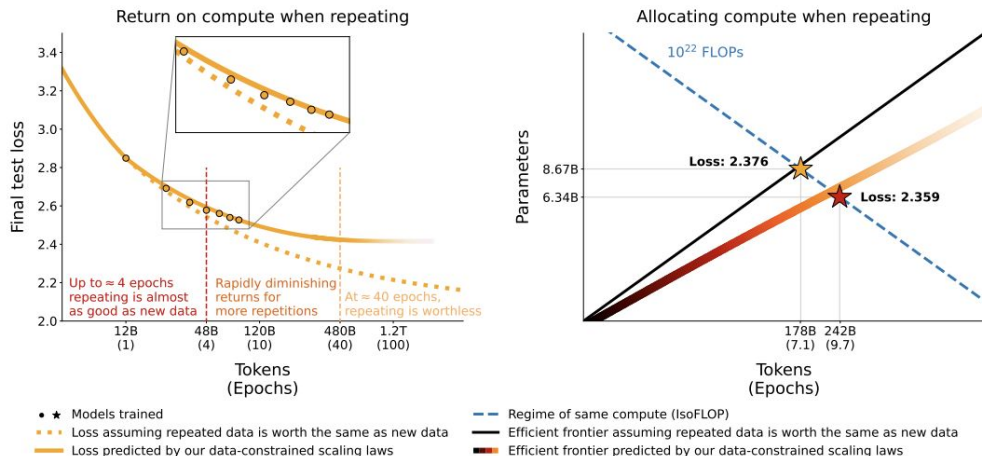 Return on compute when repeating
Final test loss
3.4
3.2
3.0
2.8
2.6
2.4
2.2
2.0
Up to ≈ 4 epochs
repeating is almost
as good as new data
Rapidly diminishing
returns for
more repetitions
At ≈ 40 epochs,
repeating is worthless
12B
(1)
48B
(4)
120B
(10)
480B
(40)
1.2T
(100)
Tokens
(Epochs)
Allocating compute when repeating
Parameters
10²² FLOPs
8.67B
6.34B
Loss: 2.376
Loss: 2.359
178B
(7.1)
242B
(9.7)
Tokens
(Epochs)
Models trained
Loss assuming repeated data is worth the same as new data
Loss predicted by our data-constrained scaling laws
Regime of same compute (IsoFLOP)
Efficient frontier assuming repeated data is worth the same as new data
Efficient frontier predicted by our data-constrained scaling laws